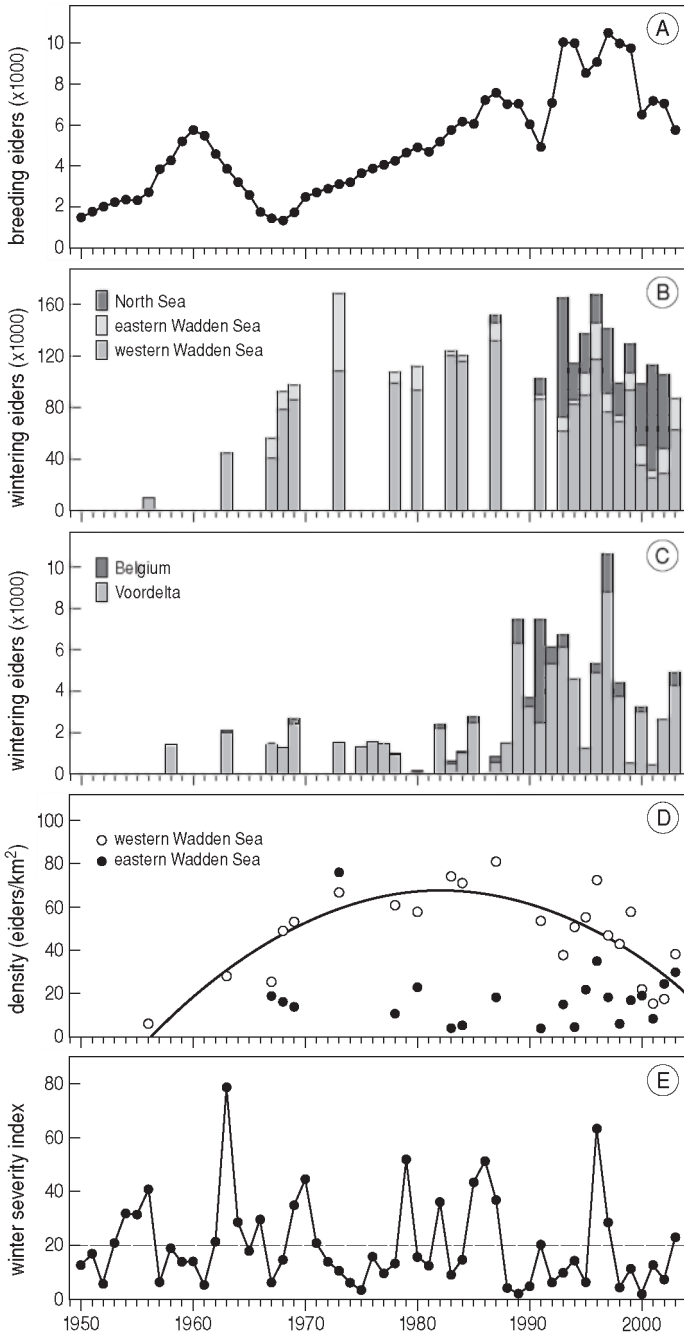 A
breeding eiders (x1000)
10
8
6
4
2
0
B
wintering eiders (x1000)
160
120
80
40
0
North Sea
eastern Wadden Sea
western Wadden Sea
C
wintering eiders (x1000)
10
8
6
4
2
0
Belgium
Voordelta
D
density (eiders/km²)
100
80
60
40
20
0
western Wadden Sea
eastern Wadden Sea
E
winter severity index
80
60
40
20
0
1950 1960 1970 1980 1990 2000